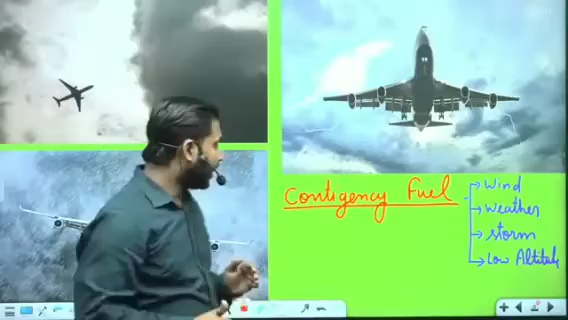 Contigency Fuel
Wind
Weather
storm
Low Altitude